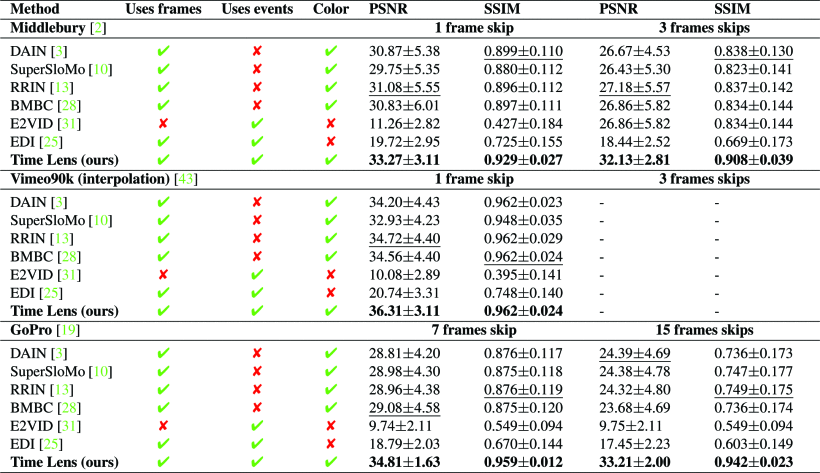 Method Uses frames Uses events Color PSNR SSIM PSNR SSIM
Middlebury [2] 1 frame skip 3 frames skips
DAIN [3] ✔ ✘ ✔ 30.87±5.38 0.899±0.110 26.67±4.53 0.838±0.130
SuperSloMo [10] ✔ ✘ ✔ 29.75±5.35 0.880±0.112 26.43±5.30 0.823±0.141
RRIN [13] ✔ ✘ ✔ 31.08±5.55 0.896±0.112 27.18±5.57 0.837±0.142
BMBC [28] ✔ ✘ ✔ 30.83±6.01 0.897±0.111 26.86±5.82 0.834±0.144
E2VID [31] ✘ ✔ ✘ 11.26±2.82 0.427±0.184 26.86±5.82 0.834±0.144
EDI [25] ✔ ✔ ✘ 19.72±2.95 0.725±0.155 18.44±2.52 0.669±0.173
Time Lens (ours) ✔ ✔ ✔ 33.27±3.11 0.929±0.027 32.13±2.81 0.908±0.039
Vimeo90k (interpolation) [43] 1 frame skip 3 frames skips
DAIN [3] ✔ ✘ ✔ 34.20±4.43 0.962±0.023 - -
SuperSloMo [10] ✔ ✘ ✔ 32.93±4.23 0.948±0.035 - -
RRIN [13] ✔ ✘ ✔ 34.72±4.40 0.962±0.029 - -
BMBC [28] ✔ ✘ ✔ 34.56±4.40 0.962±0.024 - -
E2VID [31] ✘ ✔ ✘ 10.08±2.89 0.395±0.141 - -
EDI [25] ✔ ✔ ✘ 20.74±3.31 0.748±0.140 - -
Time Lens (ours) ✔ ✔ ✔ 36.31±3.11 0.962±0.024 - -
GoPro [19] 7 frames skip 15 frames skips
DAIN [3] ✔ ✘ ✔ 28.81±4.20 0.876±0.117 24.39±4.69 0.736±0.173
SuperSloMo [10] ✔ ✘ ✔ 28.98±4.30 0.875±0.118 24.38±4.78 0.747±0.177
RRIN [13] ✔ ✘ ✔ 28.96±4.38 0.876±0.119 24.32±4.80 0.749±0.175
BMBC [28] ✔ ✘ ✔ 29.08±4.58 0.875±0.120 23.68±4.69 0.736±0.174
E2VID [31] ✘ ✔ ✘ 9.74±2.11 0.549±0.094 9.75±2.11 0.549±0.094
EDI [25] ✔ ✔ ✘ 18.79±2.03 0.670±0.144 17.45±2.23 0.603±0.149
Time Lens (ours) ✔ ✔ ✔ 34.81±1.63 0.959±0.012 33.21±2.00 0.942±0.023